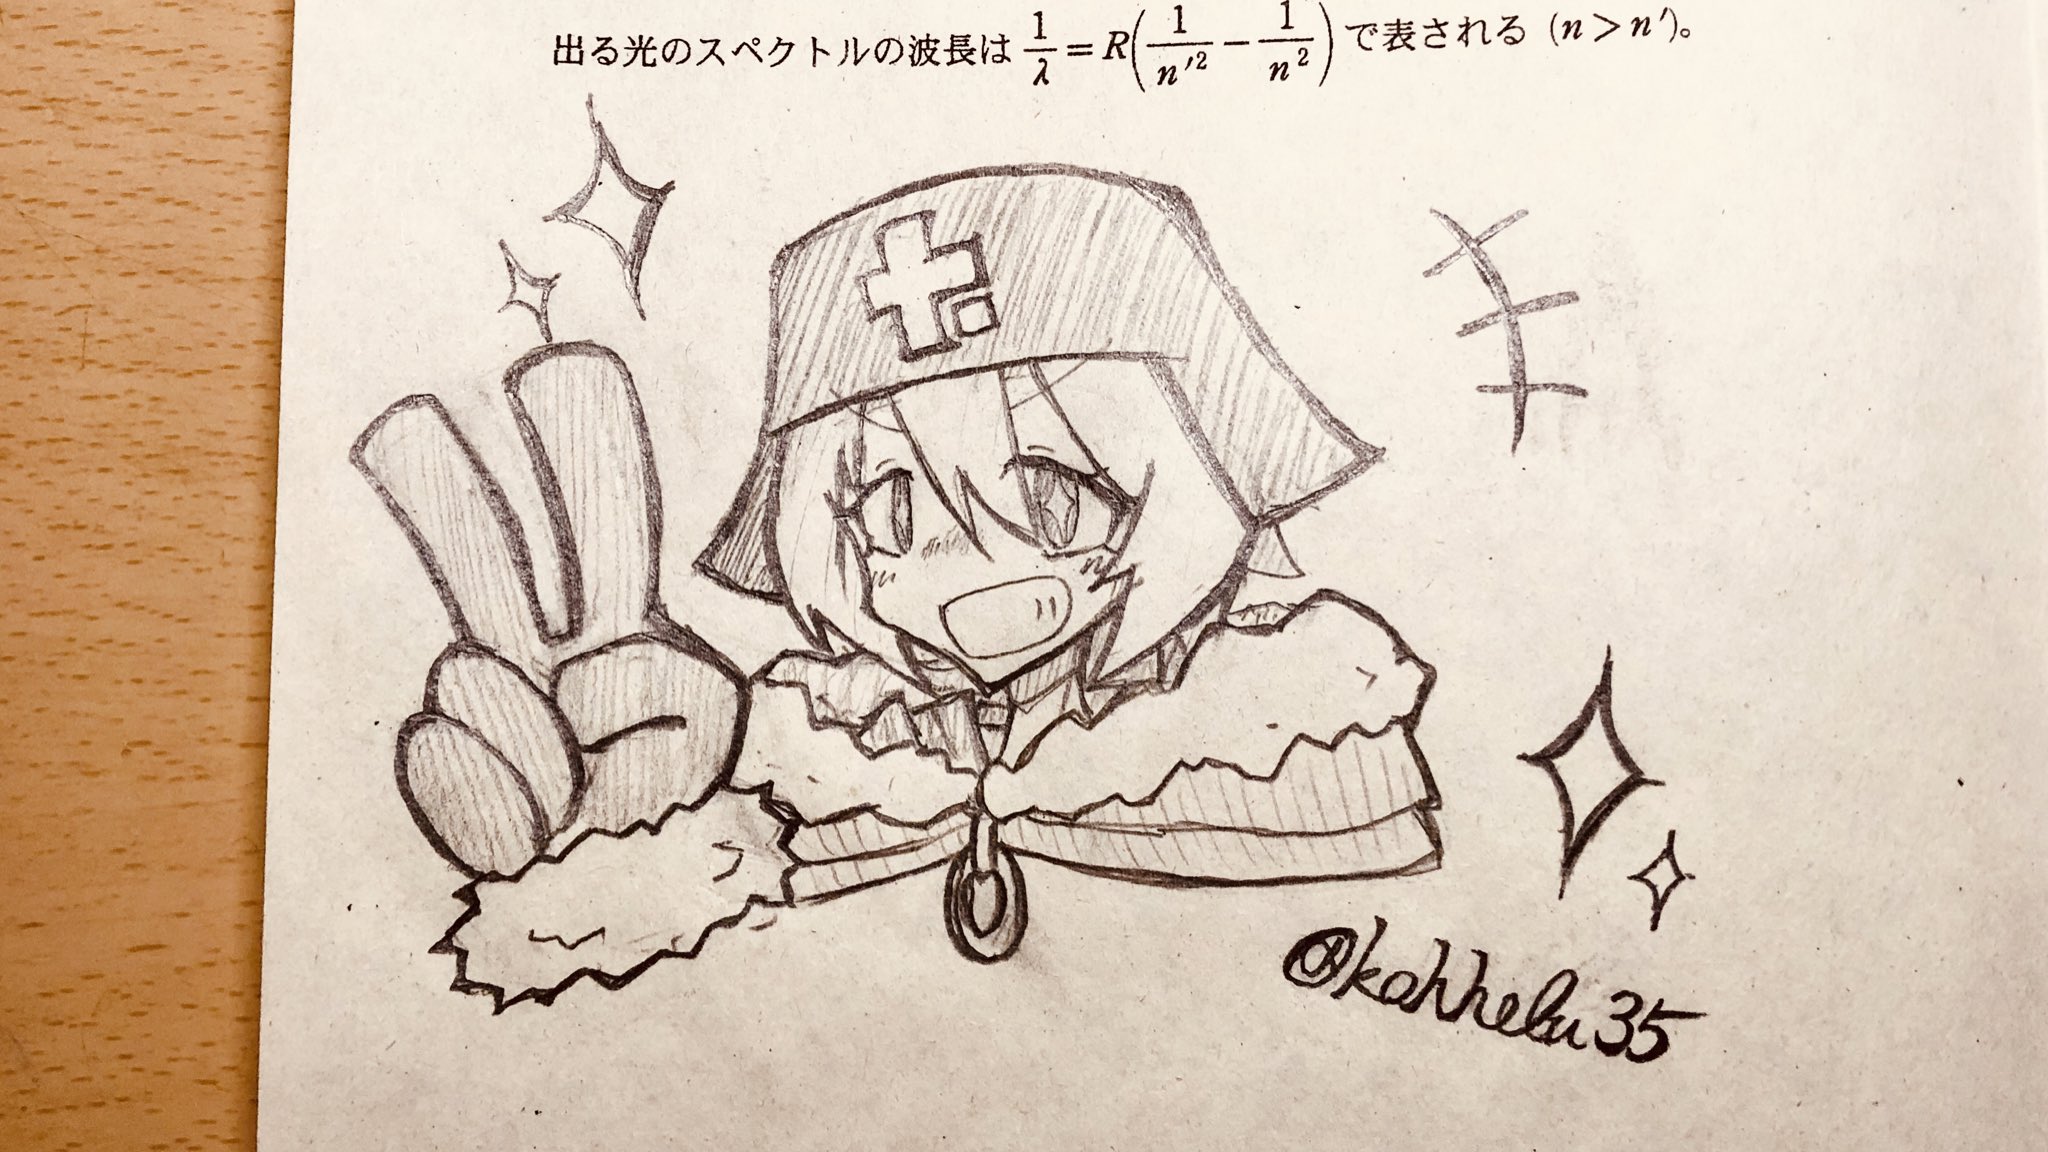 出る光のスペクトルの波長は 1/λ = R(1/n'² − 1/n²) で表される (n > n')。
@kahhebu35